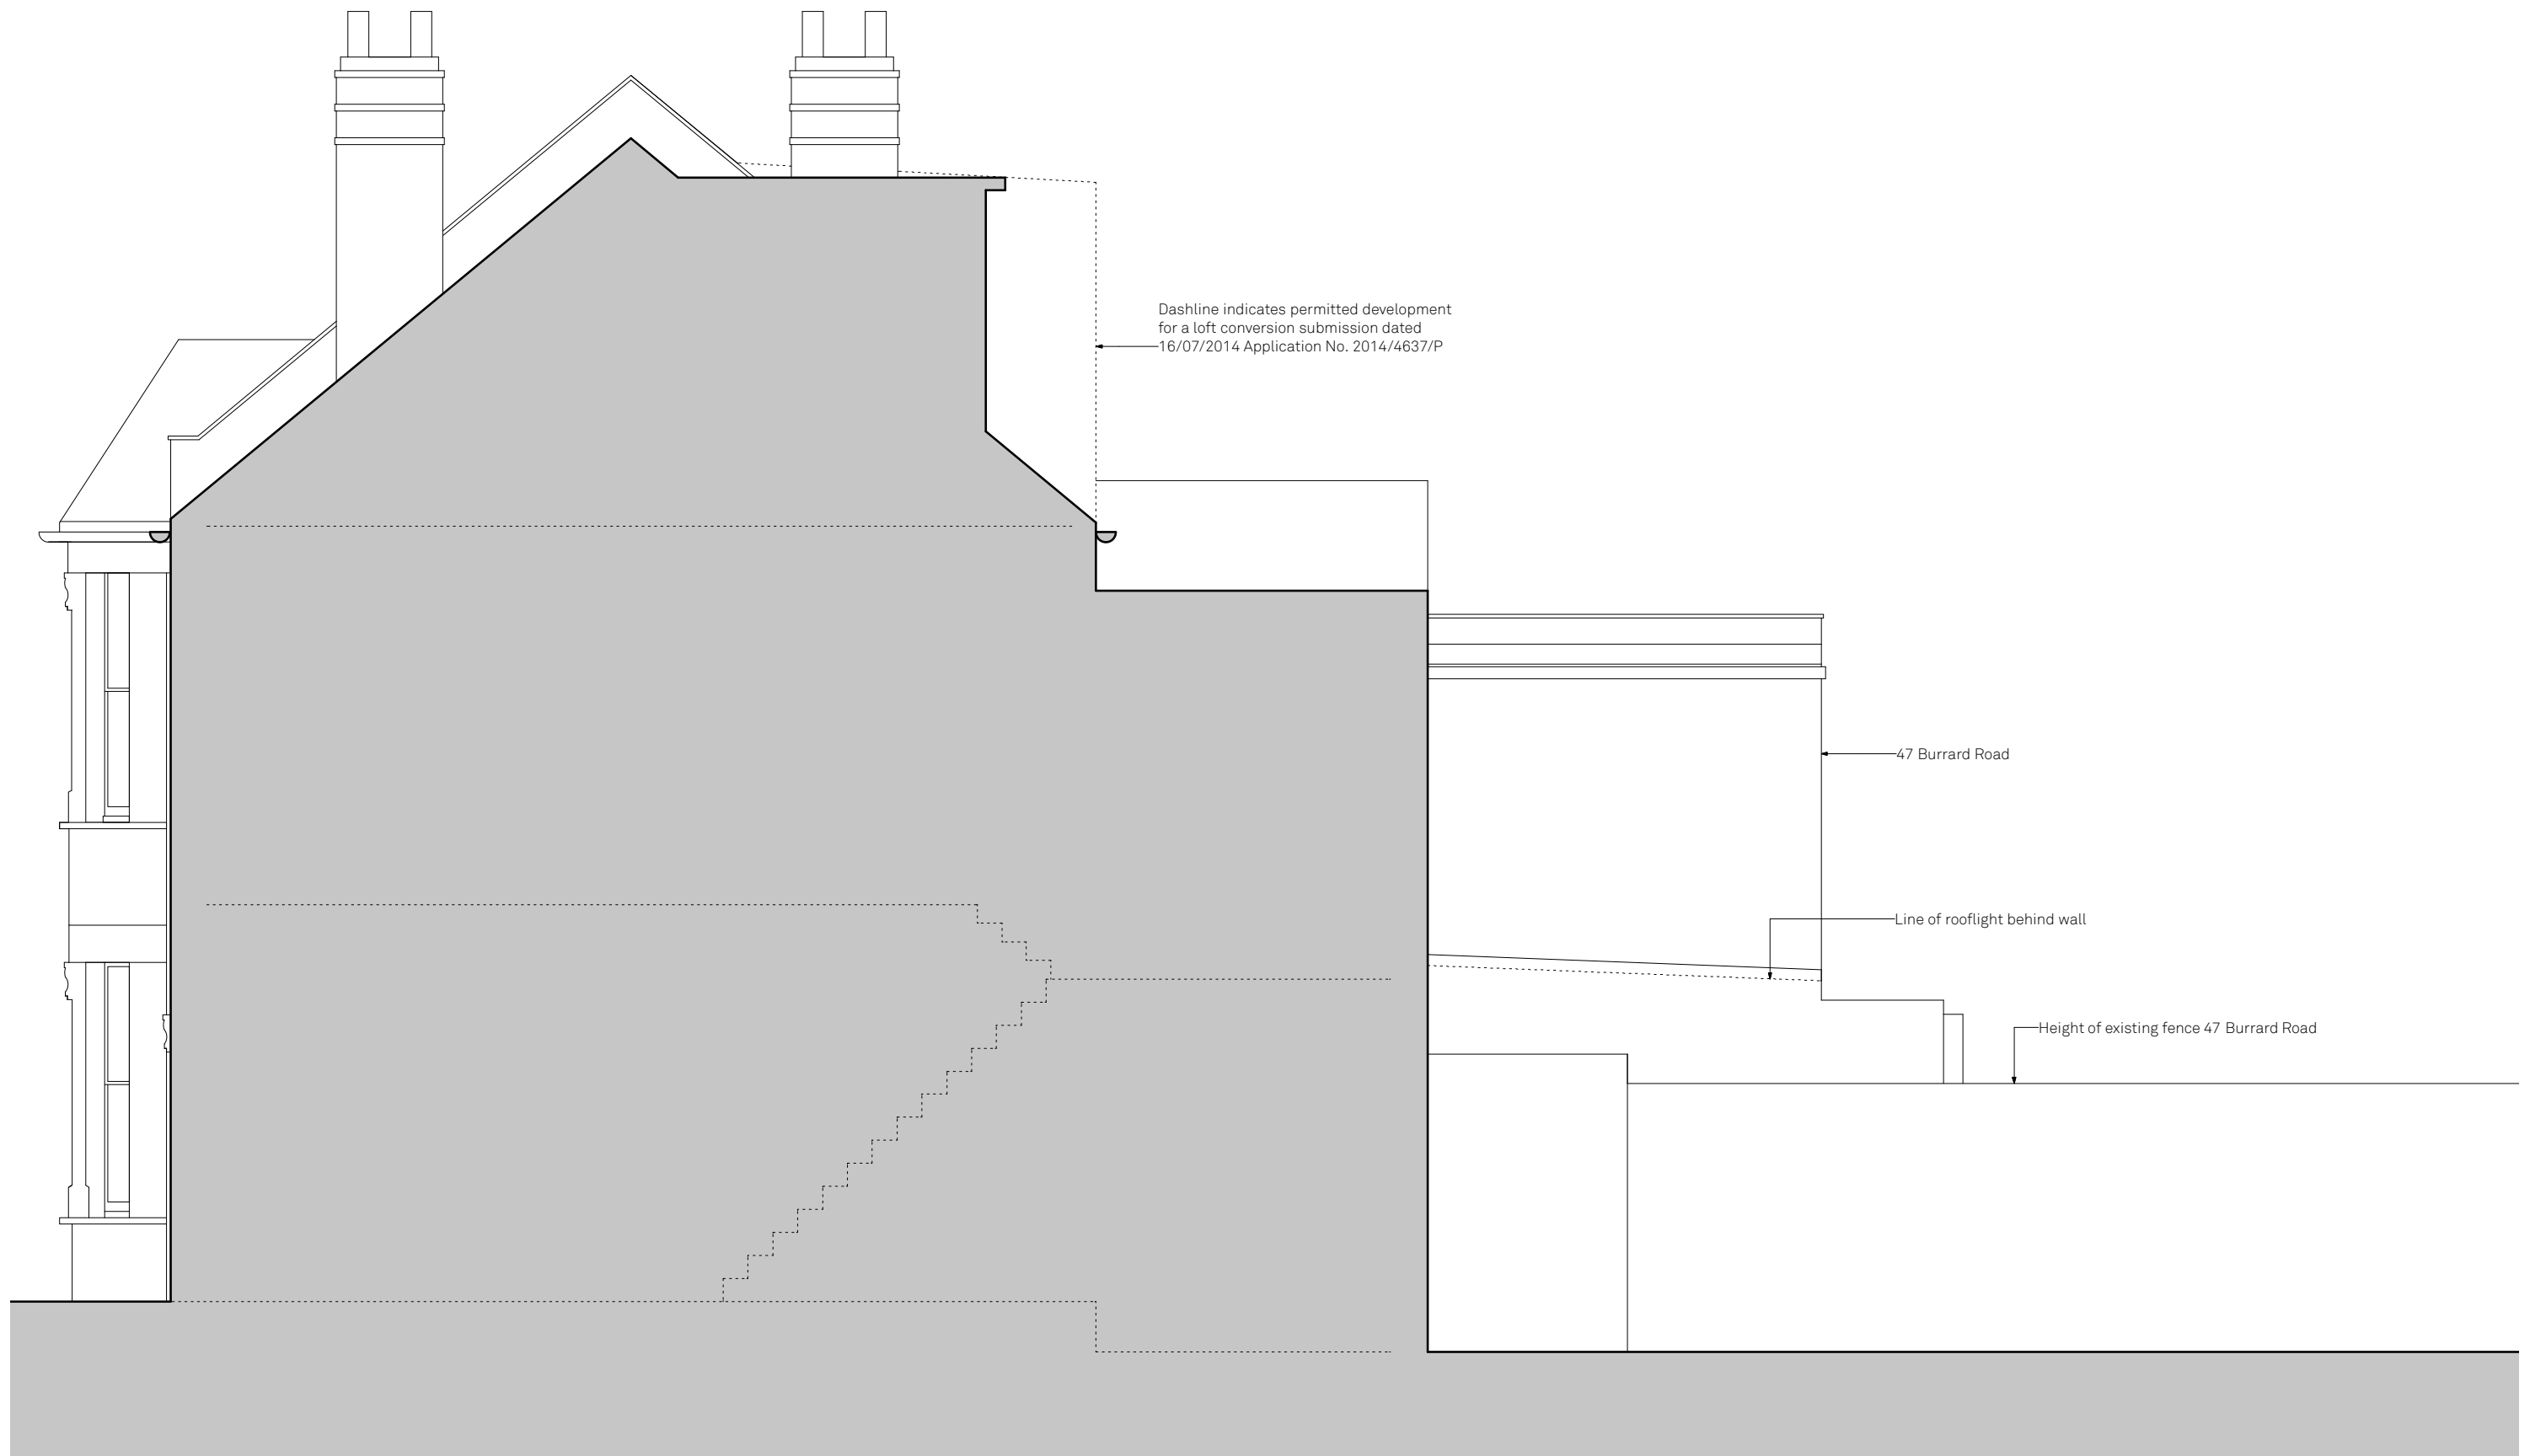 Dashline indicates permitted development
for a loft conversion submission dated
16/07/2014 Application No. 2014/4637/P
47 Burrard Road
Line of rooflight behind wall
Height of existing fence 47 Burrard Road